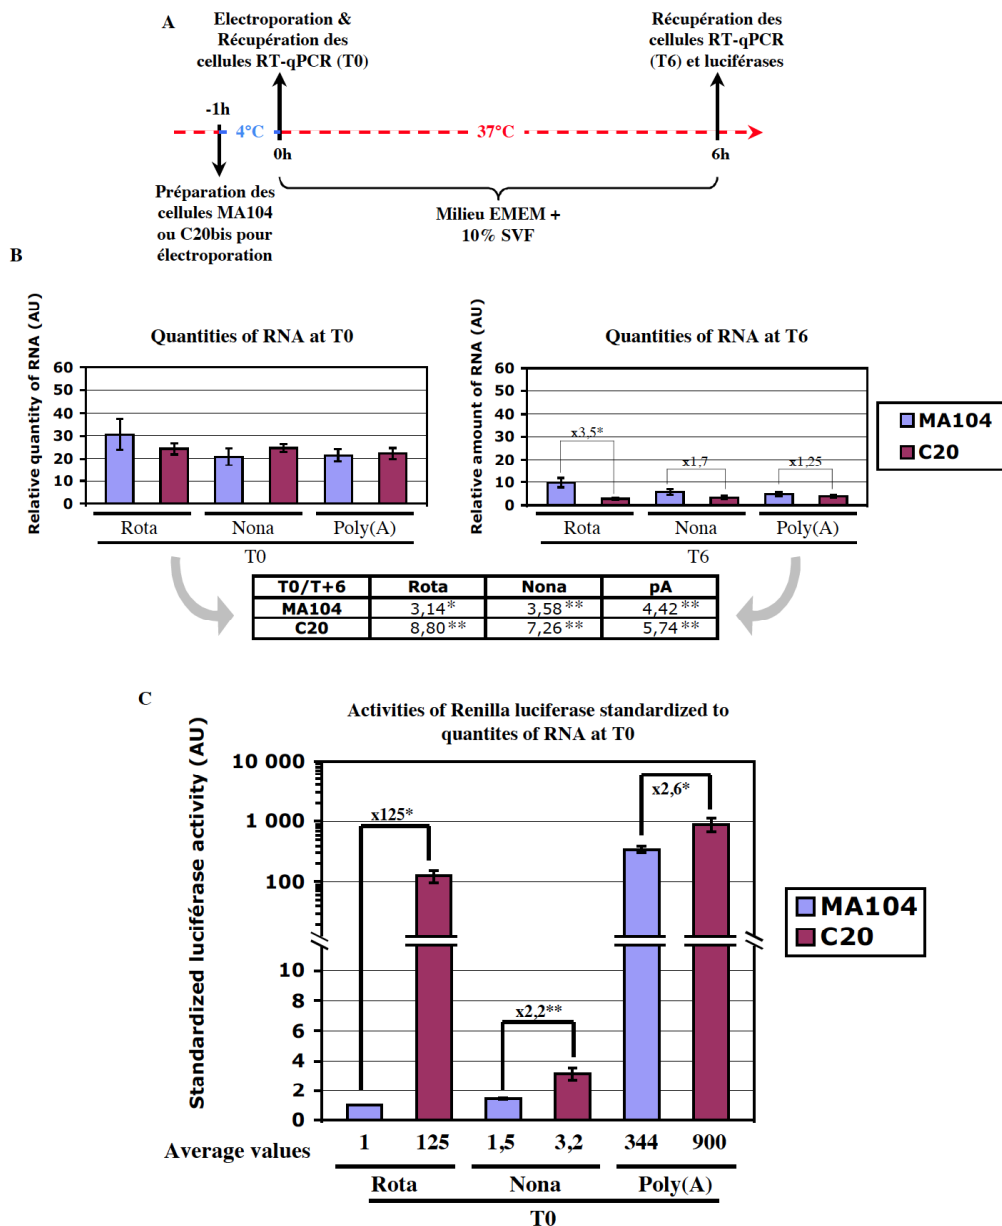 A
Electroporation &
Récupération des
cellules RT-qPCR (T0)
Récupération des
cellules RT-qPCR
(T6) et luciférases
-1h
4°C
37°C
0h
6h
Préparation des
cellules MA104
ou C20bis pour
électroporation
Milieu EMEM +
10% SVF
B
Quantities of RNA at T0
Relative quantity of RNA (AU)
60
50
40
30
20
10
0
Rota
Nona
Poly(A)
T0
Quantities of RNA at T6
Relative amount of RNA (AU)
60
50
40
30
20
10
0
x3,5*
x1,7
x1,25
Rota
Nona
Poly(A)
T6
MA104
C20
T0/T+6 Rota Nona pA
MA104 3,14* 3,58** 4,42**
C20 8,80** 7,26** 5,74**
C
Activities of Renilla luciferase standardized to
quantites of RNA at T0
Standardized luciférase activity (AU)
10 000
1 000
100
10
8
6
4
2
0
x125*
x2,2**
x2,6*
MA104
C20
Average values 1 125 1,5 3,2 344 900
Rota Nona Poly(A)
T0